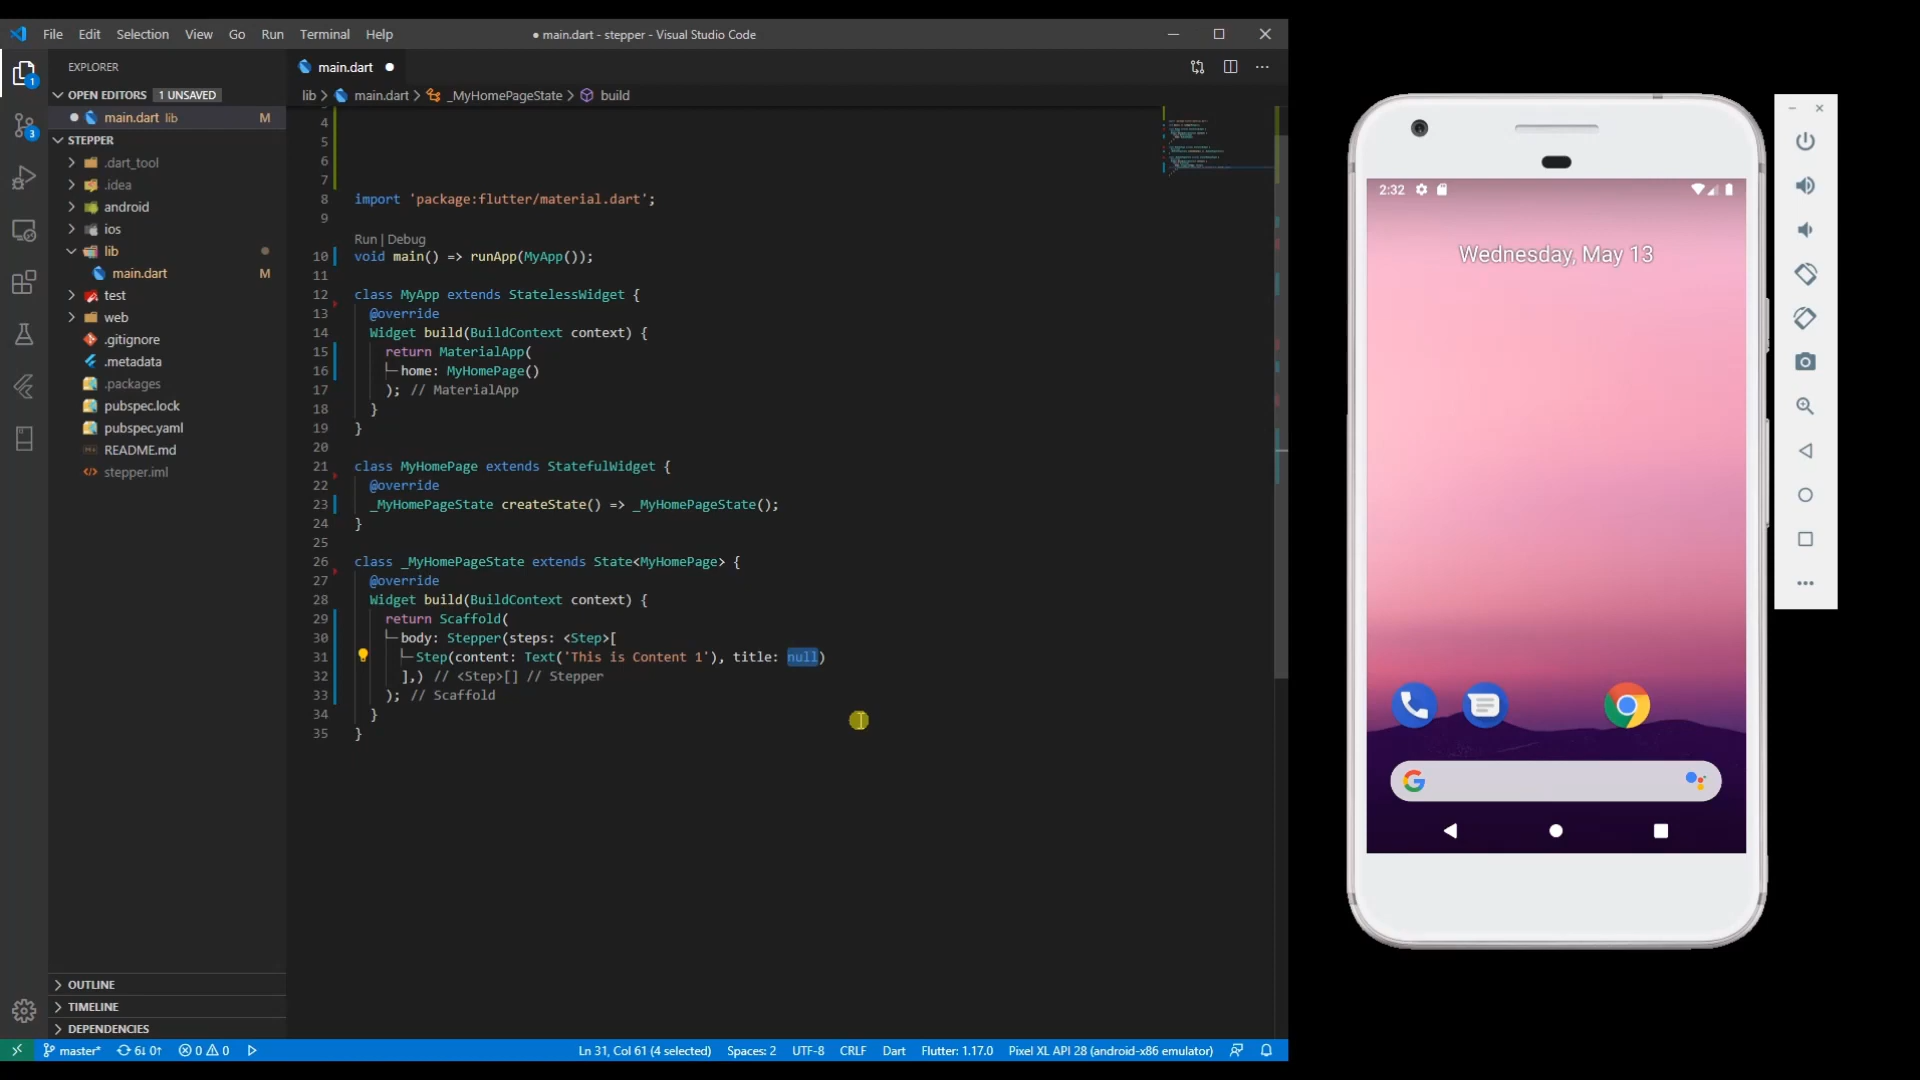 File Edit Selection View Go Run Terminal Help
● main.dart - stepper - Visual Studio Code
EXPLORER
OPEN EDITORS 1 UNSAVED
main.dart lib M
STEPPER
.dart_tool
.idea
android
ios
lib
main.dart M
test
web
.gitignore
.metadata
.packages
pubspec.lock
pubspec.yaml
README.md
stepper.iml
OUTLINE
TIMELINE
DEPENDENCIES
1
3
main.dart
lib > main.dart > _MyHomePageState > build
4
5
6
7
8 import 'package:flutter/material.dart';
9
Run | Debug
10 void main() => runApp(MyApp());
11
12 class MyApp extends StatelessWidget {
13 @override
14 Widget build(BuildContext context) {
15 return MaterialApp(
16 home: MyHomePage()
17 ); // MaterialApp
18 }
19 }
20
21 class MyHomePage extends StatefulWidget {
22 @override
23 _MyHomePageState createState() => _MyHomePageState();
24 }
25
26 class _MyHomePageState extends State<MyHomePage> {
27 @override
28 Widget build(BuildContext context) {
29 return Scaffold(
30 body: Stepper(steps: <Step>[
31 Step(content: Text('This is Content 1'), title: null)
32 ],) // <Step>[] // Stepper
33 ); // Scaffold
34 }
35 }
master* 6↓ 0↑ 0 0 Ln 31, Col 61 (4 selected) Spaces: 2 UTF-8 CRLF Dart Flutter: 1.17.0 Pixel XL API 28 (android-x86 emulator)
2:32
Wednesday, May 13